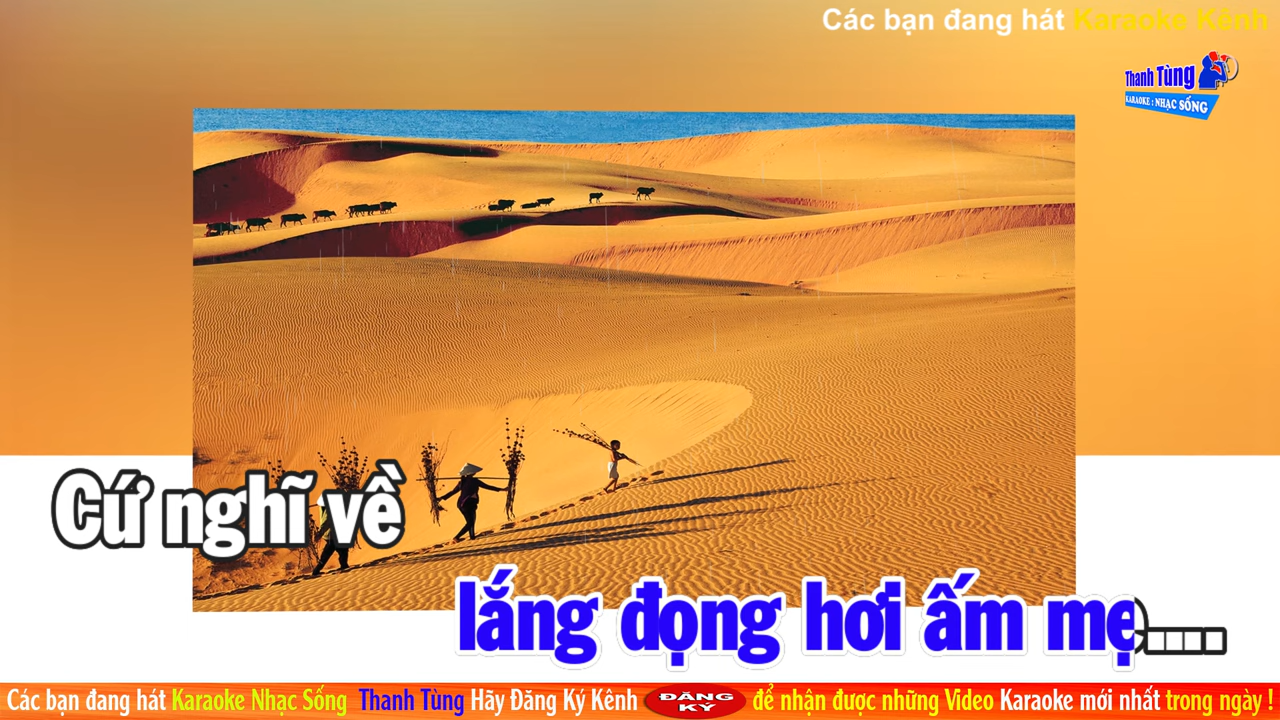 Các bạn đang hát Karaoke Kênh
Thanh Tùng
KARAOKE : NHẠC SỐNG
Cứ nghĩ về
lắng đọng hơi ấm mẹ....
Các bạn đang hát Karaoke Nhạc Sống Thanh Tùng Hãy Đăng Ký Kênh ĐĂNG KÝ để nhận được những Video Karaoke mới nhất trong ngày !